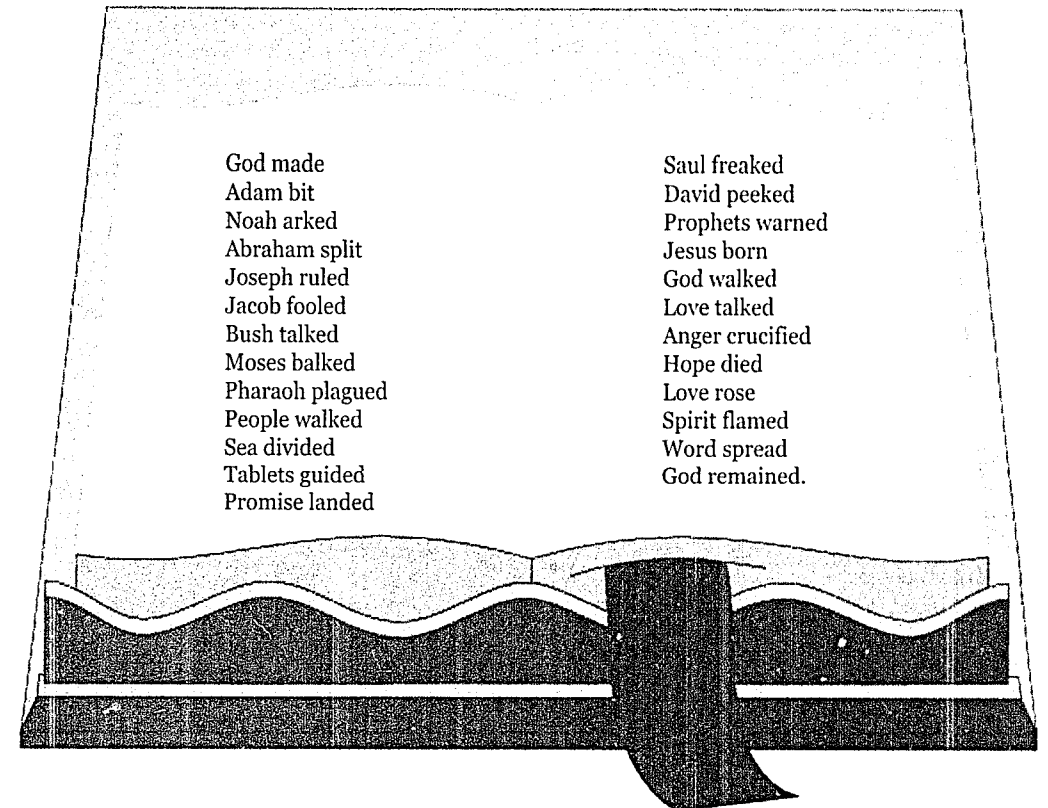 God made
Adam bit
Noah arked
Abraham split
Joseph ruled
Jacob fooled
Bush talked
Moses balked
Pharaoh plagued
People walked
Sea divided
Tablets guided
Promise landed
Saul freaked
David peeked
Prophets warned
Jesus born
God walked
Love talked
Anger crucified
Hope died
Love rose
Spirit flamed
Word spread
God remained.